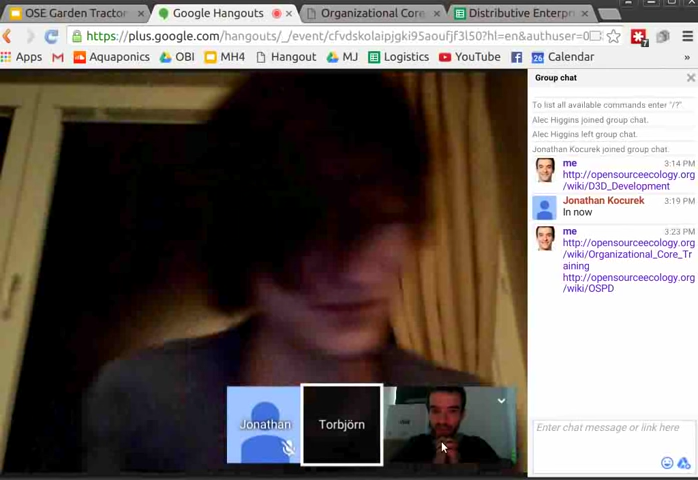 OSE Garden Tractor
Google Hangouts
Organizational Core
Distributive Enterpr
https://plus.google.com/hangouts/_/event/cfvdskolaipjgki95aoufjf3l50?hl=en&authuser=0
7
Apps
Aquaponics
OBI
MH4
Hangout
MJ
Logistics
YouTube
26
Calendar
»
Group chat
To list all available commands enter "/?"
Alec Higgins joined group chat.
Alec Higgins left group chat.
Jonathan Kocurek joined group chat.
me 3:14 PM
http://opensourceecology.org
/wiki/D3D_Development
Jonathan Kocurek 3:19 PM
In now
me 3:23 PM
http://opensourceecology.org
/wiki/Organizational_Core_Tr
aining
http://opensourceecology.org
/wiki/OSPD
Jonathan
Torbjörn
Enter chat message or link here